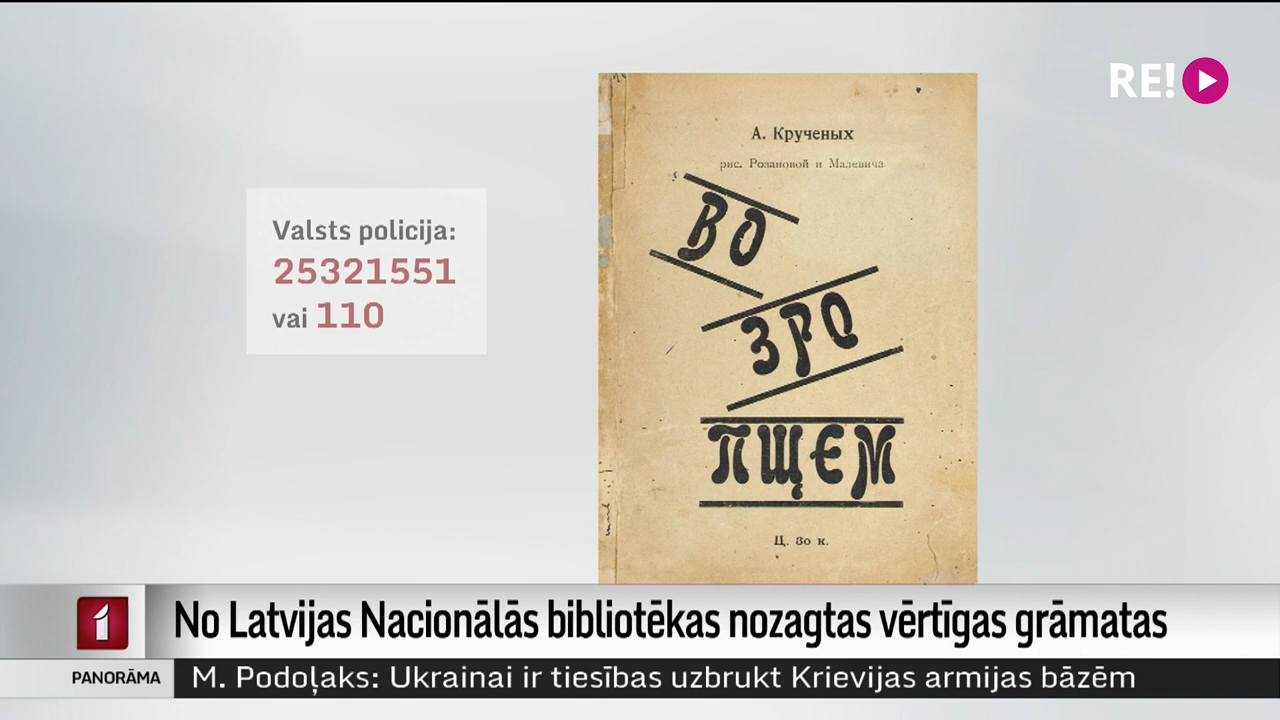 RE!
А. Крученых
рис. Розановой и Малевича.
ВО
ЗРО
ПЩЕМ
Ц. 3о к.
Valsts policija:
25321551
vai 110
1
No Latvijas Nacionālās bibliotēkas nozagtas vērtīgas grāmatas
PANORĀMA
M. Podoļaks: Ukrainai ir tiesības uzbrukt Krievijas armijas bāzēm